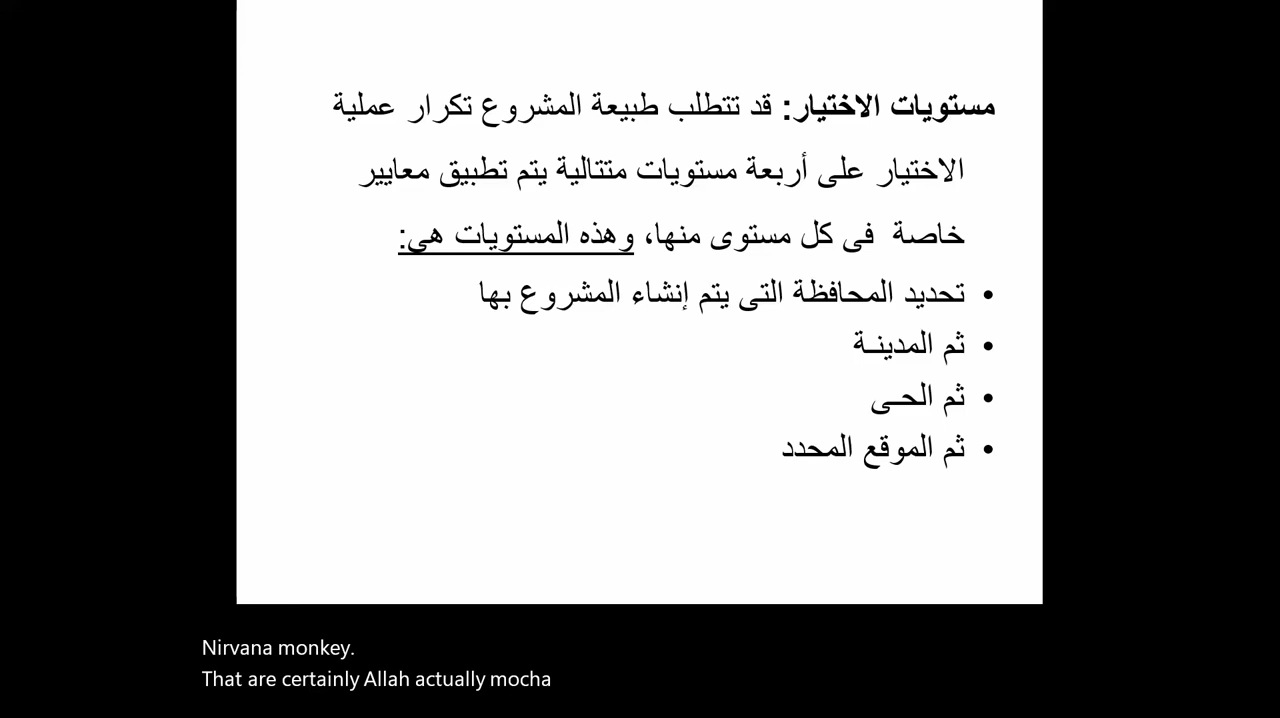 مستويات الاختيار: قد تتطلب طبيعة المشروع تكرار عملية
الاختيار على أربعة مستويات متتالية يتم تطبيق معايير
خاصة فى كل مستوى منها، وهذه المستويات هى:
• تحديد المحافظة التى يتم إنشاء المشروع بها
• ثم المدينـة
• ثم الحـى
• ثم الموقع المحدد
Nirvana monkey.
That are certainly Allah actually mocha